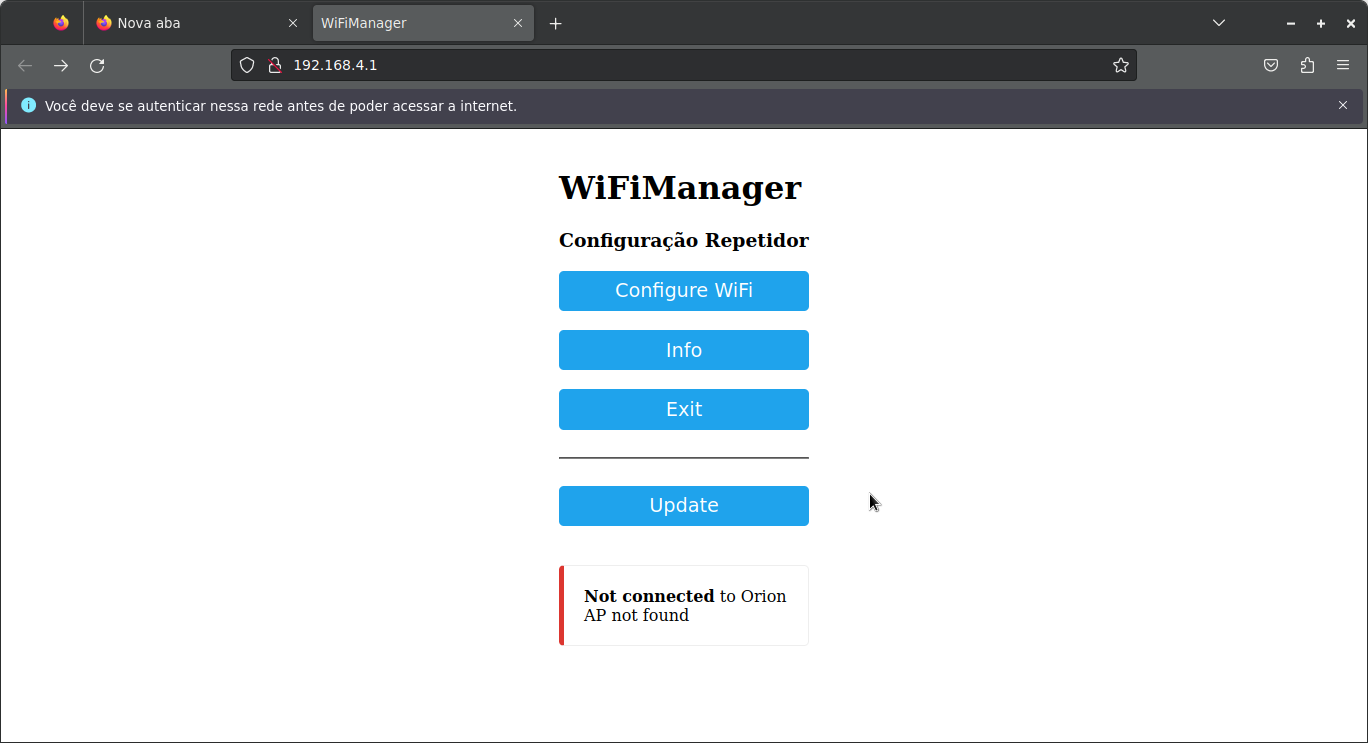 Nova aba
WiFiManager
192.168.4.1
Você deve se autenticar nessa rede antes de poder acessar a internet.
WiFiManager
Configuração Repetidor
Configure WiFi
Info
Exit
Update
Not connected to Orion
AP not found